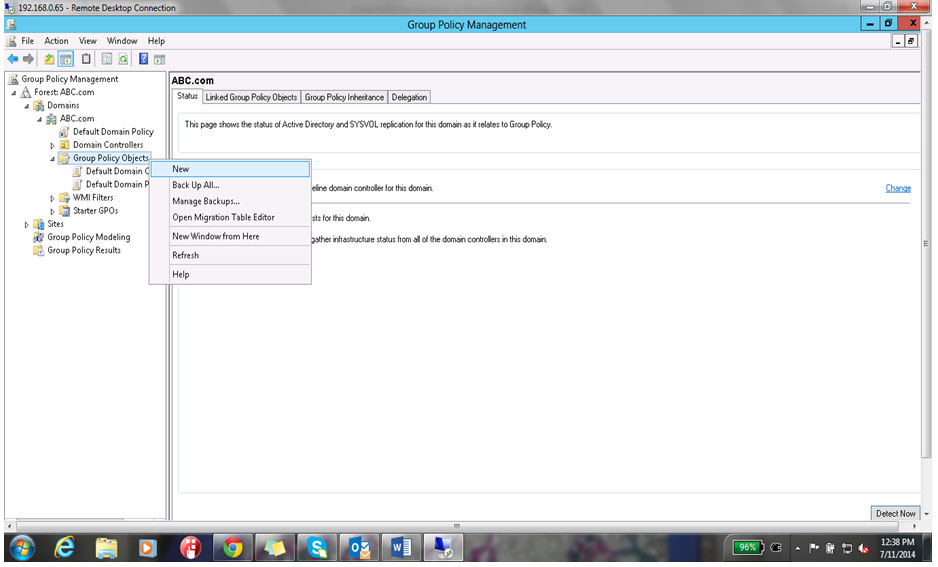 192.168.0.65 - Remote Desktop Connection
Group Policy Management
File Action View Window Help
Group Policy Management
Forest: ABC.com
Domains
ABC.com
Default Domain Policy
Domain Controllers
Group Policy Objects
Default Domain C
Default Domain P
WMI Filters
Starter GPOs
Sites
Group Policy Modeling
Group Policy Results
New
Back Up All...
Manage Backups...
Open Migration Table Editor
New Window from Here
Refresh
Help
ABC.com
Status Linked Group Policy Objects Group Policy Inheritance Delegation
This page shows the status of Active Directory and SYSVOL replication for this domain as it relates to Group Policy.
eline domain controller for this domain. Change
sts for this domain.
gather infrastructure status from all of the domain controllers in this domain.
Detect Now
96%
12:38 PM
7/11/2014